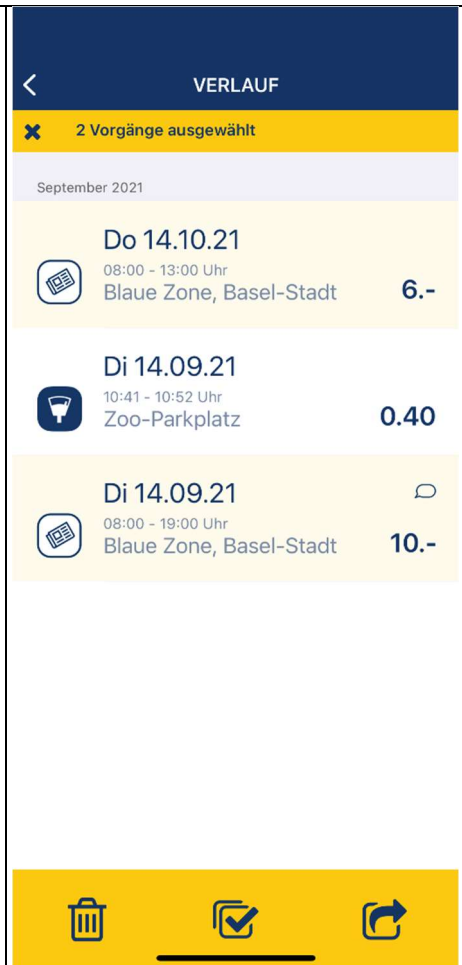 VERLAUF
2 Vorgänge ausgewählt
September 2021
Do 14.10.21
08:00 - 13:00 Uhr
Blaue Zone, Basel-Stadt 6.-
Di 14.09.21
10:41 - 10:52 Uhr
Zoo-Parkplatz 0.40
Di 14.09.21
08:00 - 19:00 Uhr
Blaue Zone, Basel-Stadt 10.-